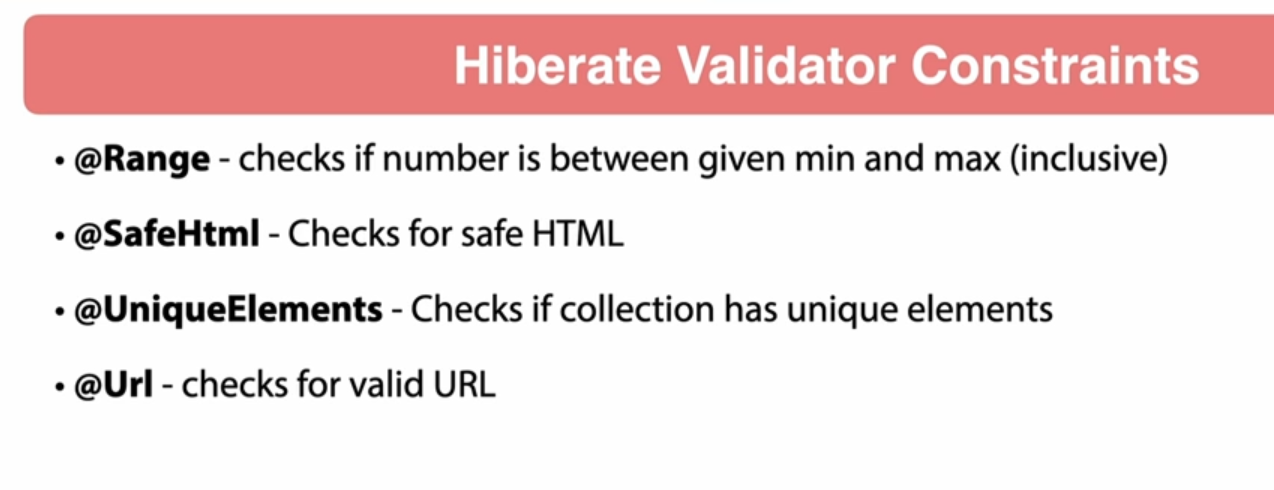 Hiberate Validator Constraints
• @Range - checks if number is between given min and max (inclusive)
• @SafeHtml - Checks for safe HTML
• @UniqueElements - Checks if collection has unique elements
• @Url - checks for valid URL